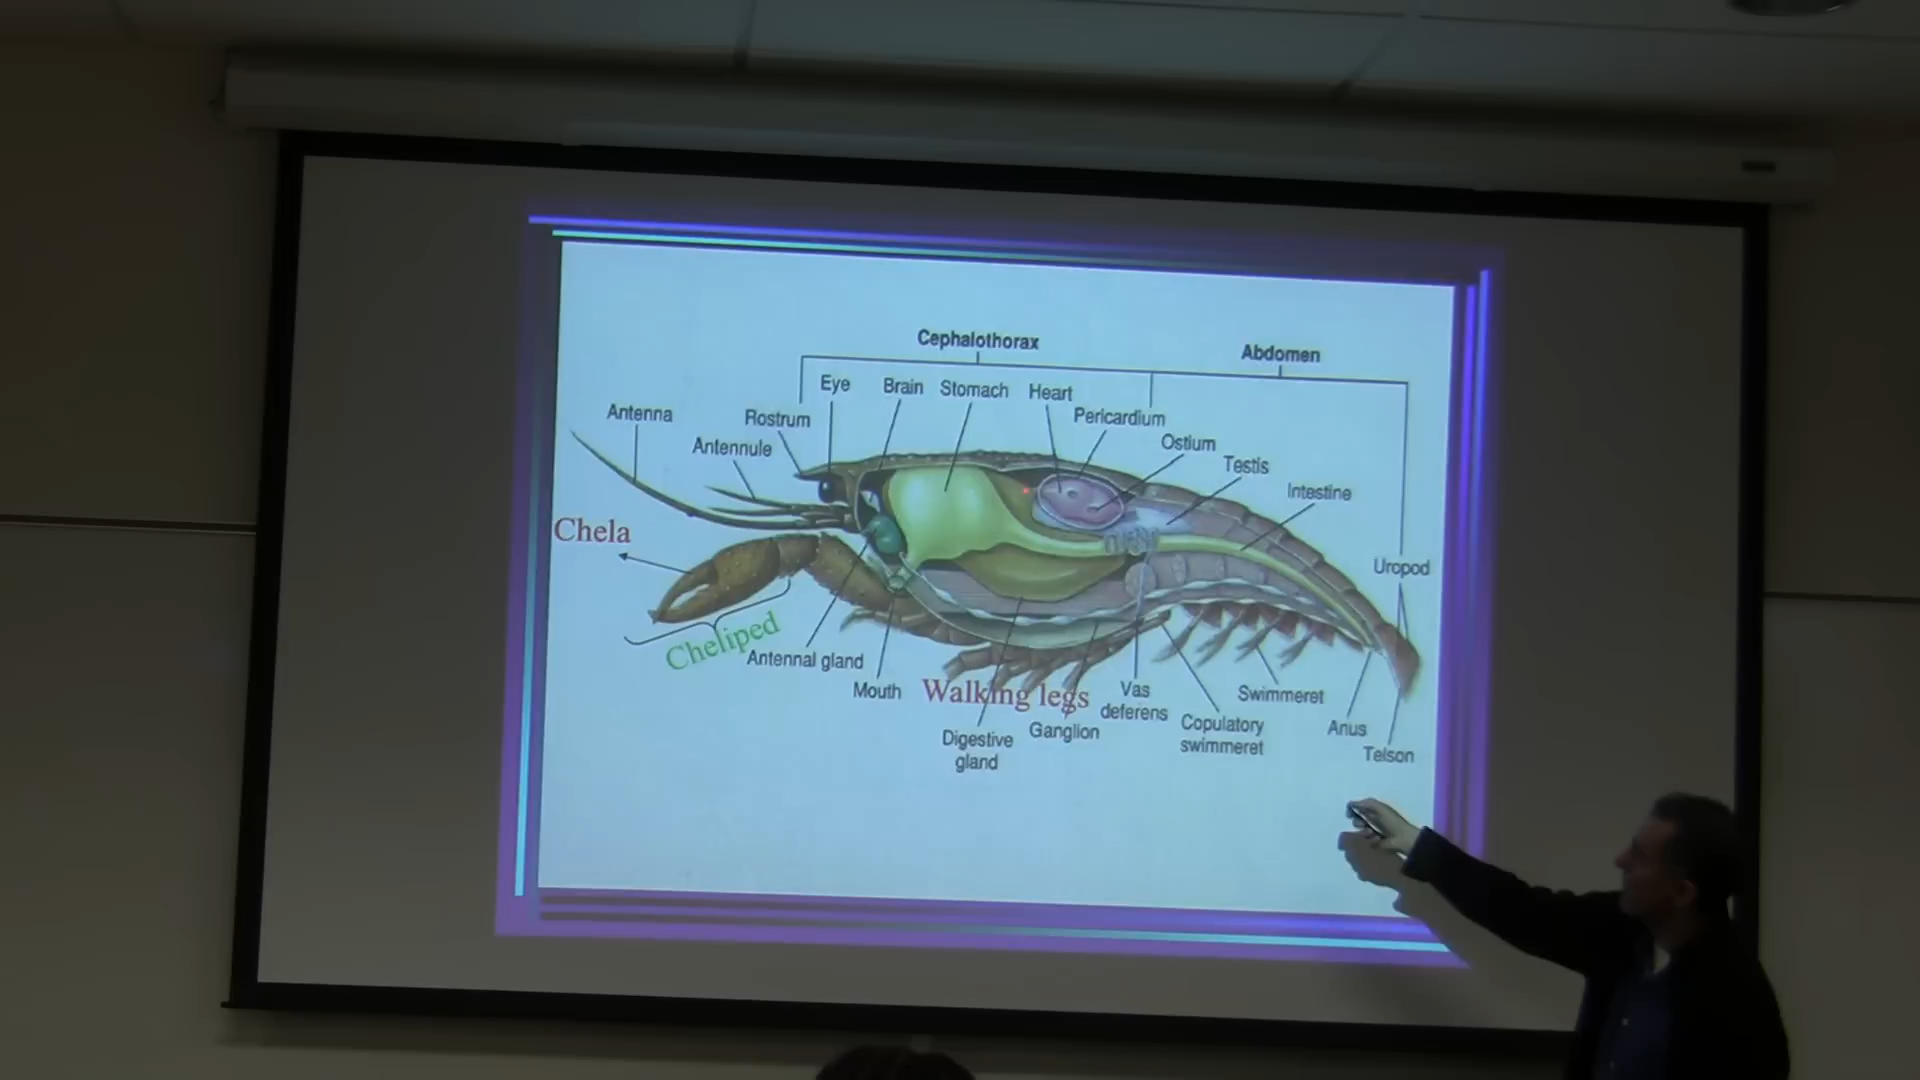 Cephalothorax
Abdomen
Eye
Brain
Stomach
Heart
Antenna
Rostrum
Pericardium
Antennule
Ostium
Testis
Intestine
Chela
Uropod
Cheliped
Antennal gland
Mouth
Walking legs
Vas
deferens
Swimmeret
Copulatory
swimmeret
Anus
Ganglion
Digestive
gland
Telson